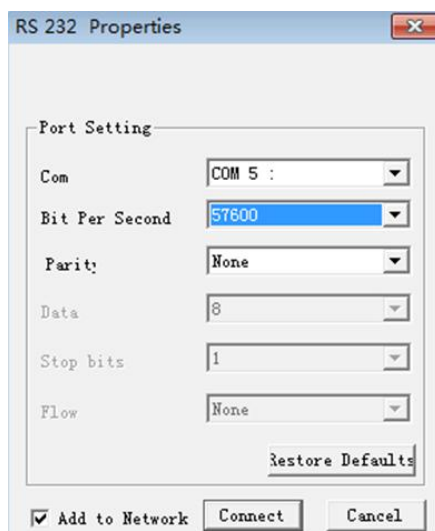 RS 232 Properties
Port Setting
Com COM 5 :
Bit Per Second 57600
Parity None
Data 8
Stop bits 1
Flow None
Restore Defaults
Add to Network Connect Cancel